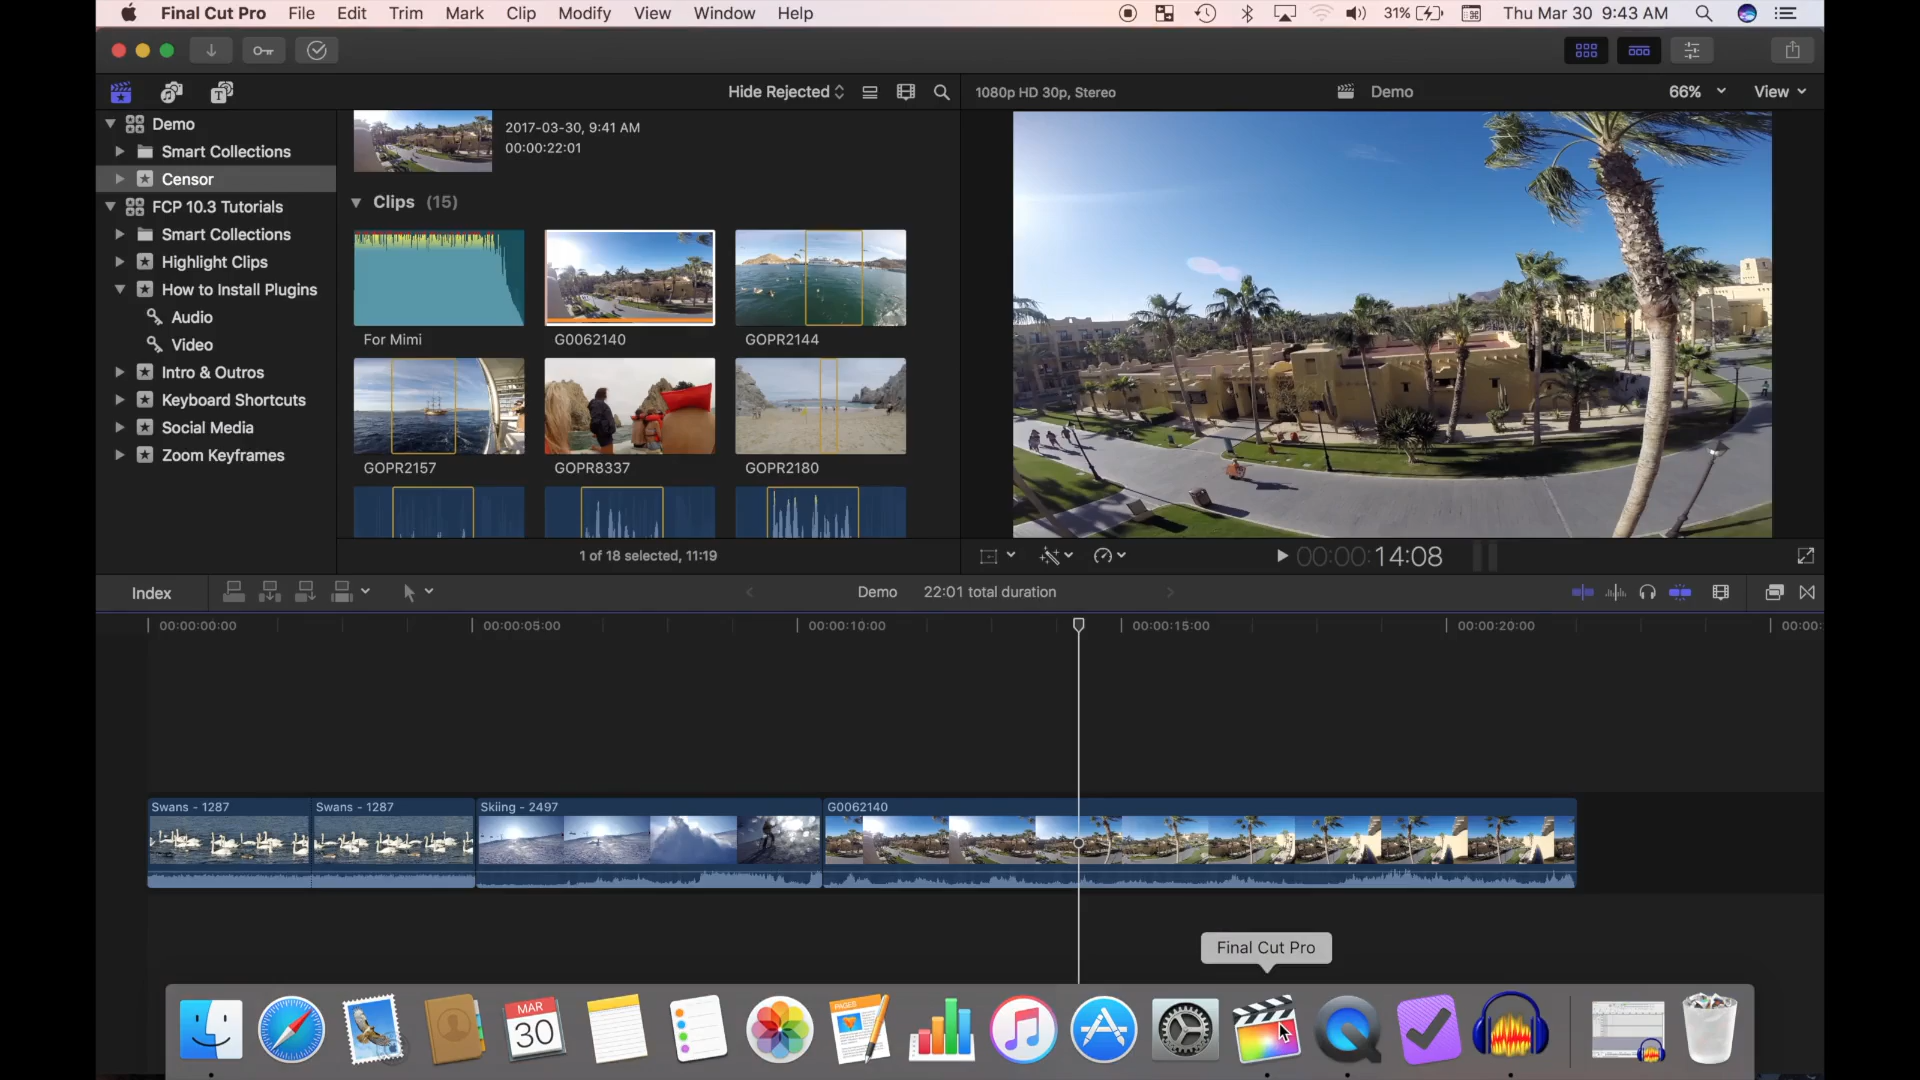 Final Cut Pro File Edit Trim Mark Clip Modify View Window Help 31% Thu Mar 30 9:43 AM
Hide Rejected
1080p HD 30p, Stereo Demo 66% View
Demo
Smart Collections
Censor
FCP 10.3 Tutorials
Smart Collections
Highlight Clips
How to Install Plugins
Audio
Video
Intro & Outros
Keyboard Shortcuts
Social Media
Zoom Keyframes
2017-03-30, 9:41 AM
00:00:22:01
Clips (15)
For Mimi G0062140 GOPR2144
GOPR2157 GOPR8337 GOPR2180
1 of 18 selected, 11:19
00:00:14:08
Index Demo 22:01 total duration
00:00:00:00 00:00:05:00 00:00:10:00 00:00:15:00 00:00:20:00 00:00:
Swans - 1287 Swans - 1287 Skiing - 2497 G0062140
Final Cut Pro
MAR
30
PAGES